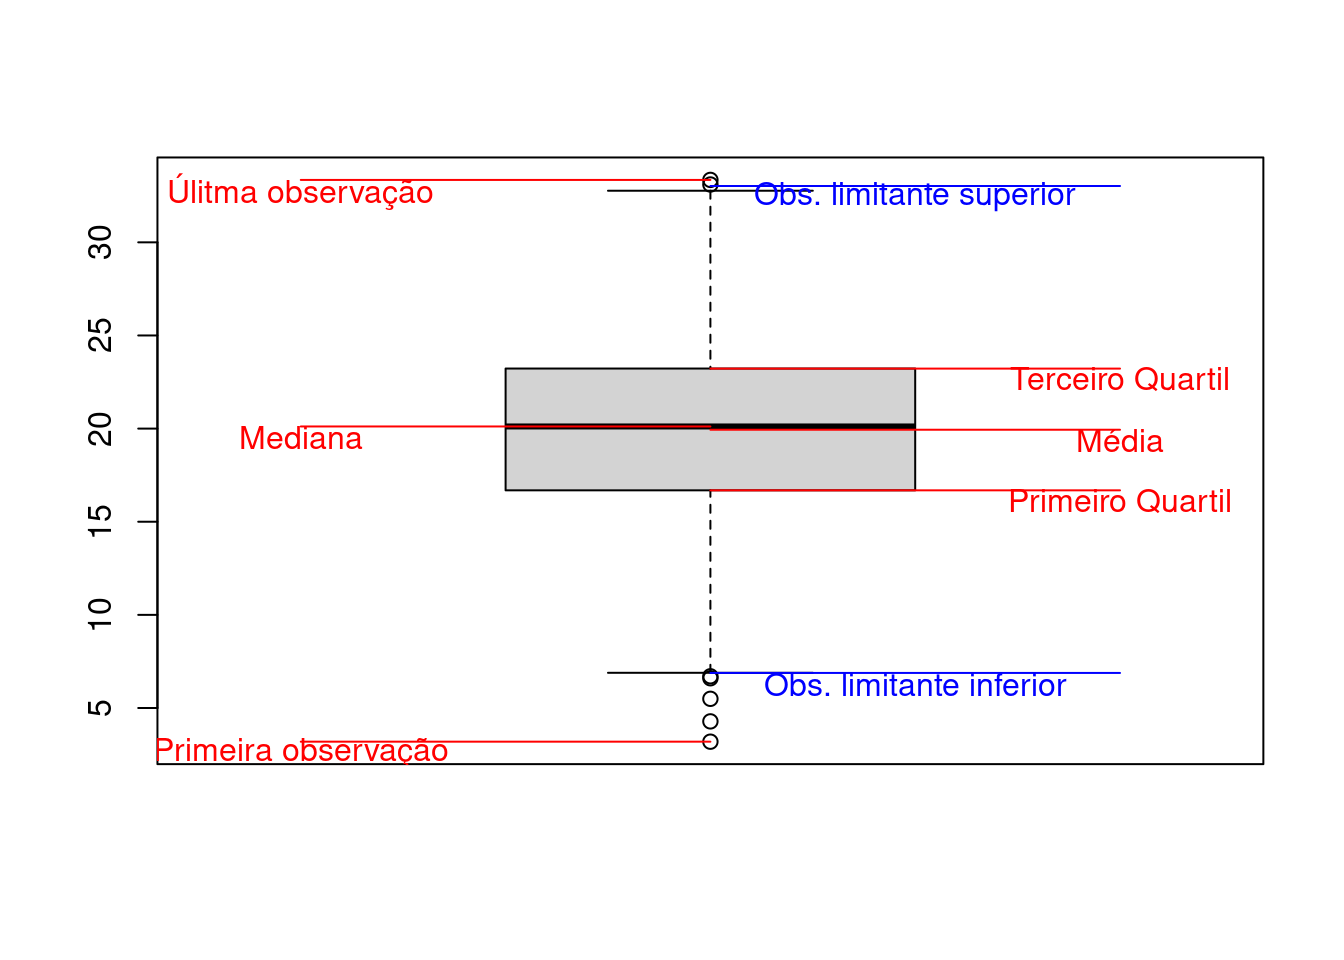 Úlitma observação
Obs. limitante superior
30
25
Terceiro Quartil
20
Mediana
Média
Primeiro Quartil
15
10
Obs. limitante inferior
5
Primeira observação